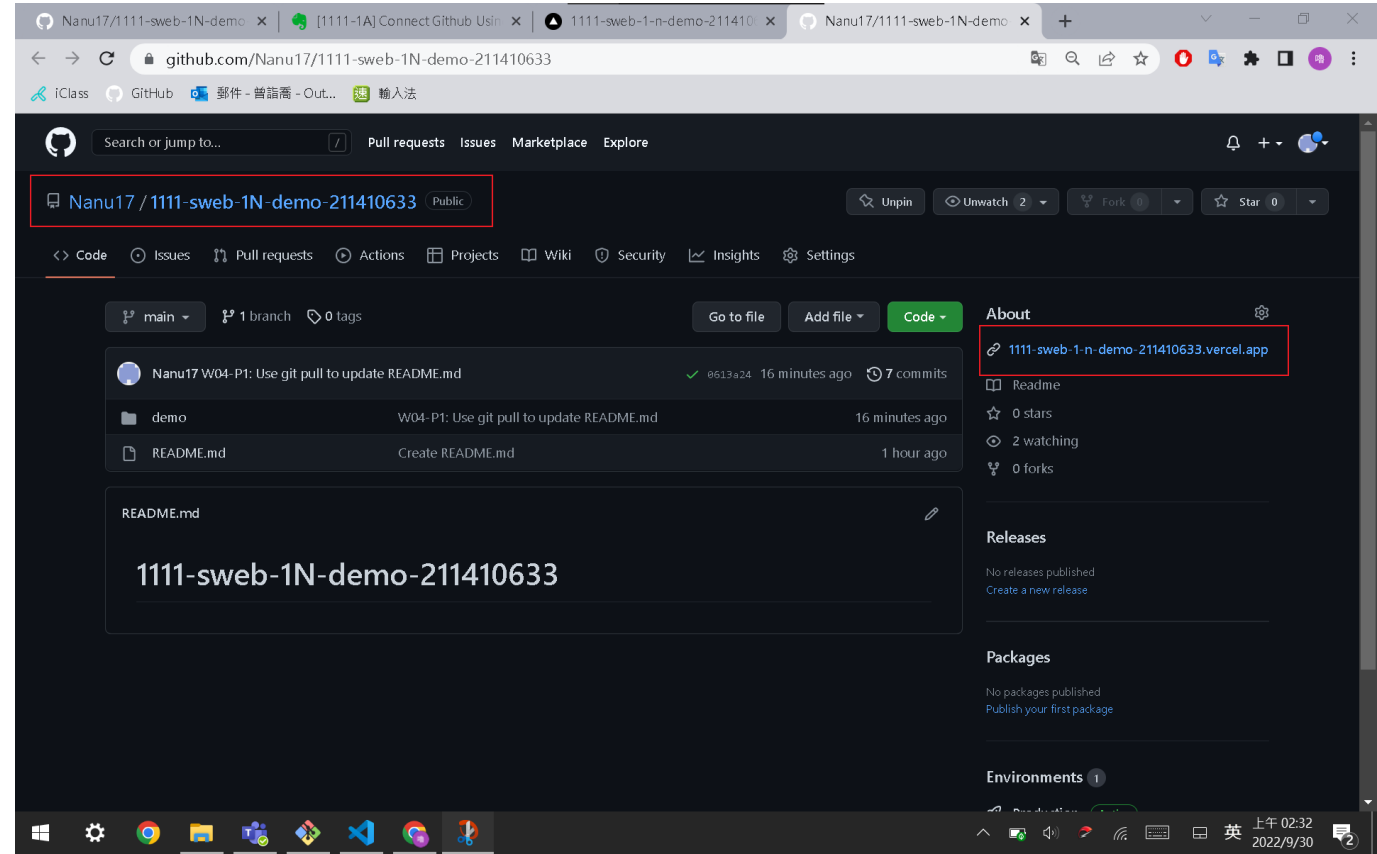 Nanu17/1111-sweb-1N-demo
[1111-1A] Connect Github Usin
1111-sweb-1-n-demo-211410
Nanu17/1111-sweb-1N-demo
github.com/Nanu17/1111-sweb-1N-demo-211410633
iClass GitHub 郵件 - 曾詣喬 - Out... 輸入法
Search or jump to... / Pull requests Issues Marketplace Explore
Nanu17 / 1111-sweb-1N-demo-211410633 Public
Unpin Unwatch 2 Fork 0 Star 0
Code Issues Pull requests Actions Projects Wiki Security Insights Settings
main 1 branch 0 tags Go to file Add file Code
Nanu17 W04-P1: Use git pull to update README.md 0613a24 16 minutes ago 7 commits
demo W04-P1: Use git pull to update README.md 16 minutes ago
README.md Create README.md 1 hour ago
README.md
1111-sweb-1N-demo-211410633
About
1111-sweb-1-n-demo-211410633.vercel.app
Readme
0 stars
2 watching
0 forks
Releases
No releases published
Create a new release
Packages
No packages published
Publish your first package
Environments 1
英
上午 02:32
2022/9/30
2